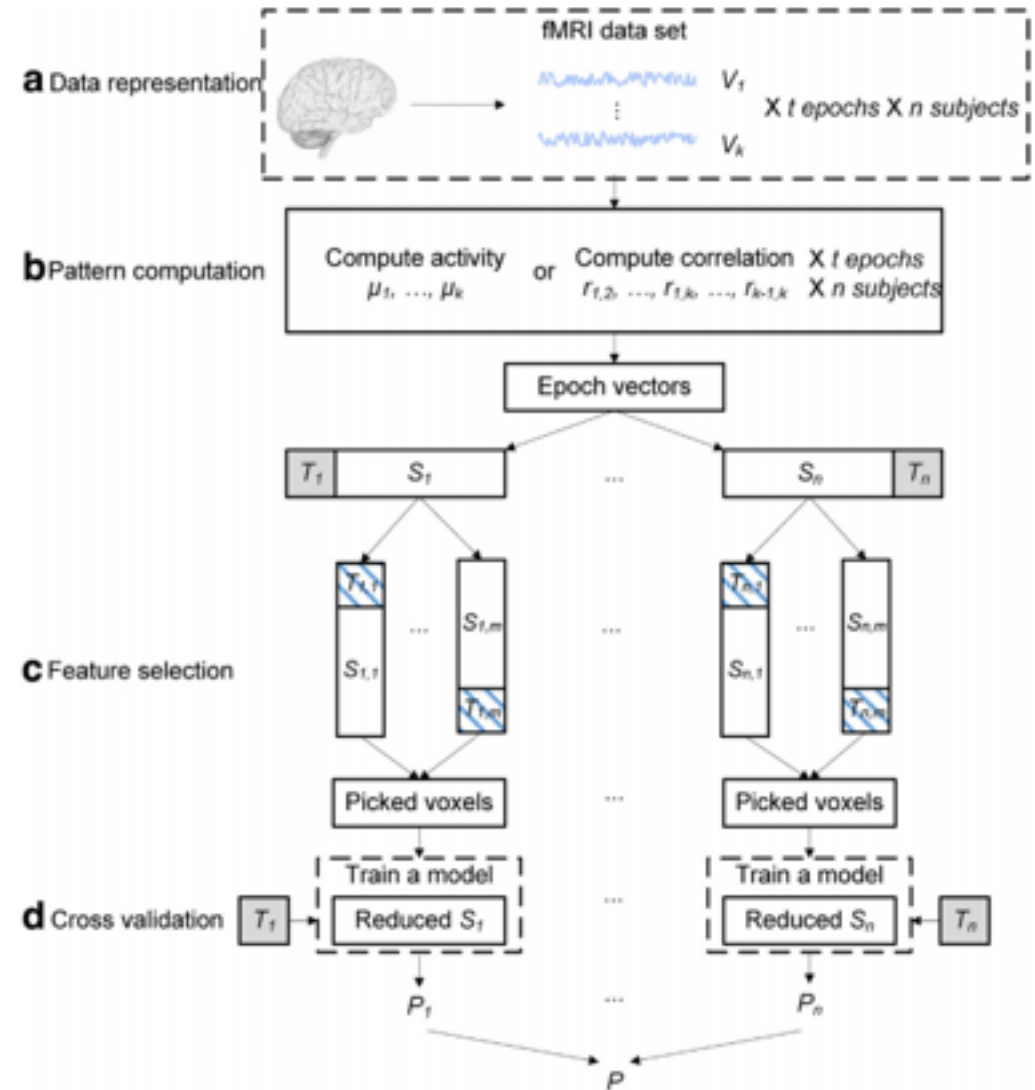 fMRI data set
a Data representation
V1
⋮
X t epochs X n subjects
Vk
b Pattern computation
Compute activity or Compute correlation X t epochs
μ1, ..., μk r1,2, ..., r1,k, ..., rk-1,k X n subjects
Epoch vectors
T1 S1 ... Sn Tn
T1,1 Tn,1
... S1,m ... ... Sn,m
S1,1 Sn,1
c Feature selection
T1,m Tn,m
Picked voxels ... Picked voxels
Train a model Train a model
...
d Cross validation T1 Reduced S1 Reduced Sn Tn
P1 ... Pn
P